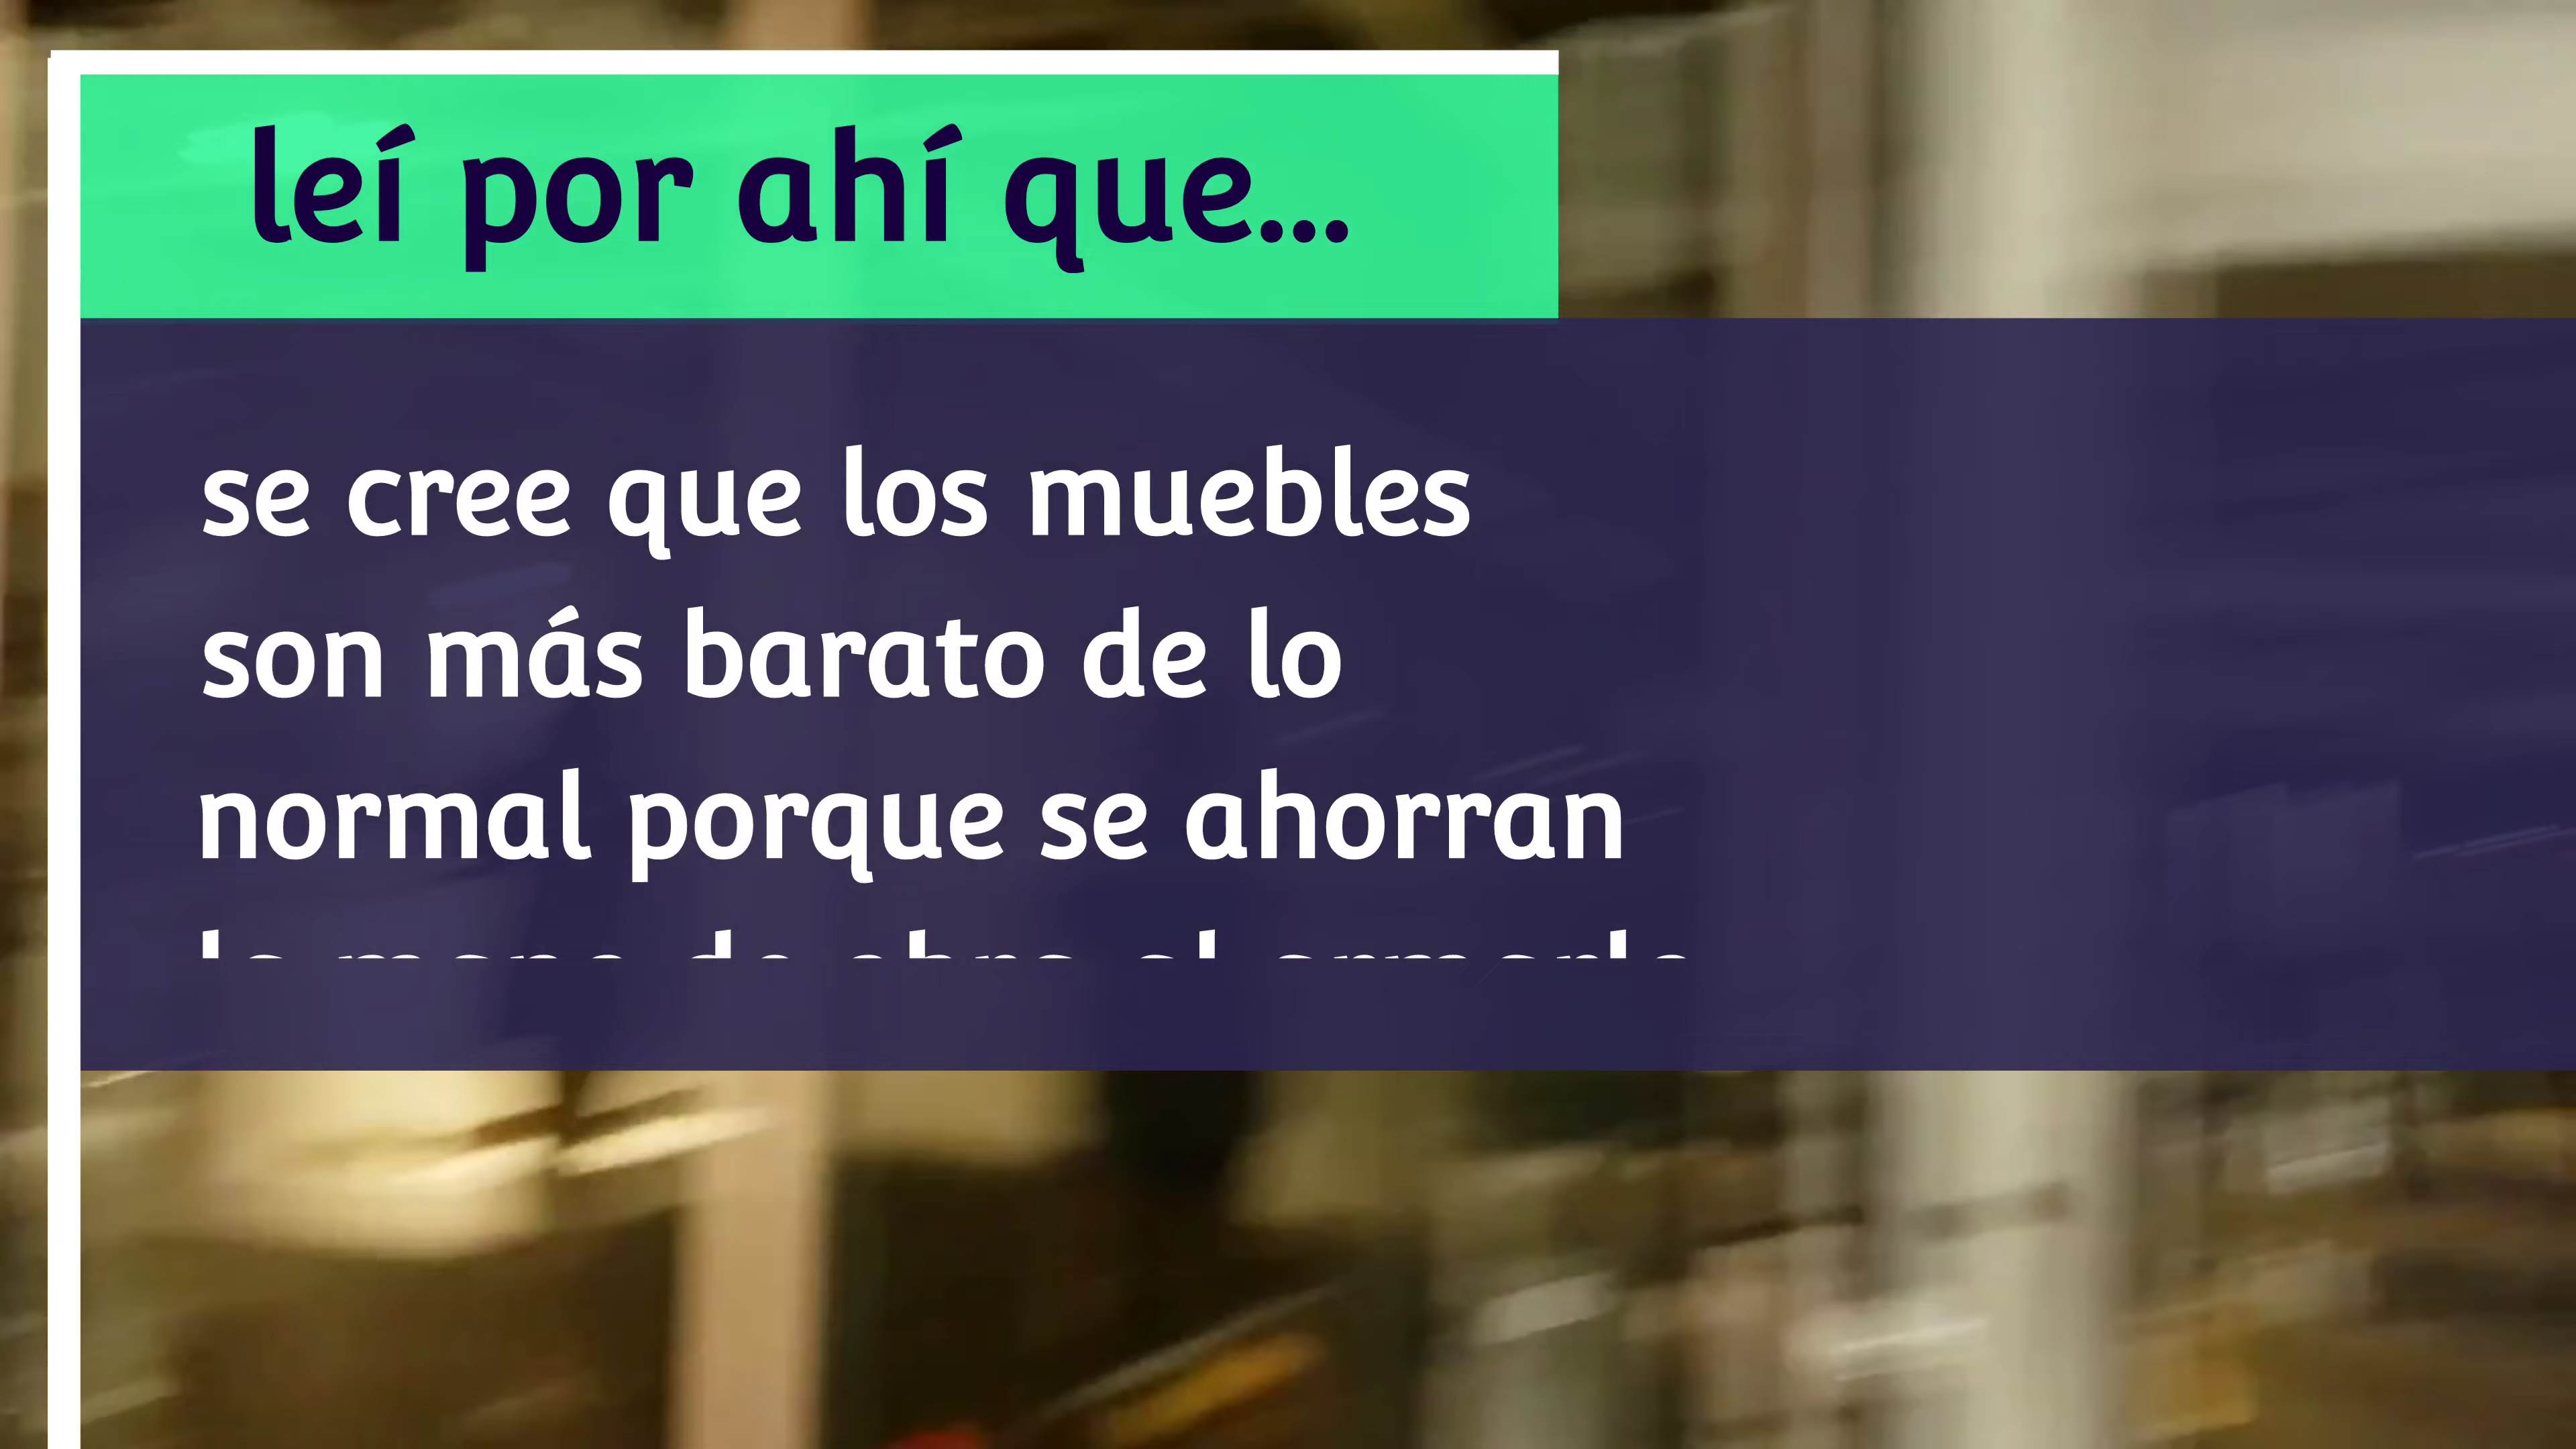 leí por ahí que...
se cree que los muebles
son más barato de lo
normal porque se ahorran